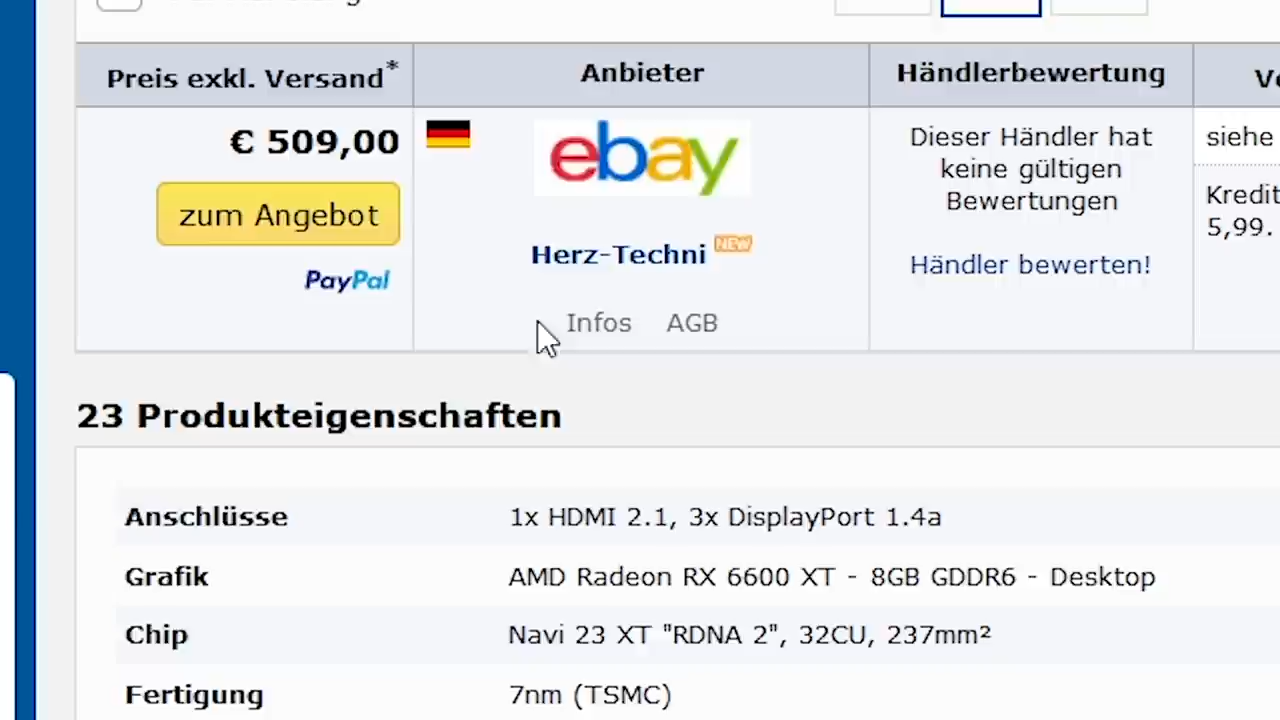 Preis exkl. Versand* Anbieter Händlerbewertung
€ 509,00 ebay Dieser Händler hat siehe
keine gültigen
Bewertungen Kredit
zum Angebot 5,99.
Herz-Techni NEW Händler bewerten!
PayPal
Infos AGB
23 Produkteigenschaften
Anschlüsse 1x HDMI 2.1, 3x DisplayPort 1.4a
Grafik AMD Radeon RX 6600 XT - 8GB GDDR6 - Desktop
Chip Navi 23 XT "RDNA 2", 32CU, 237mm²
Fertigung 7nm (TSMC)